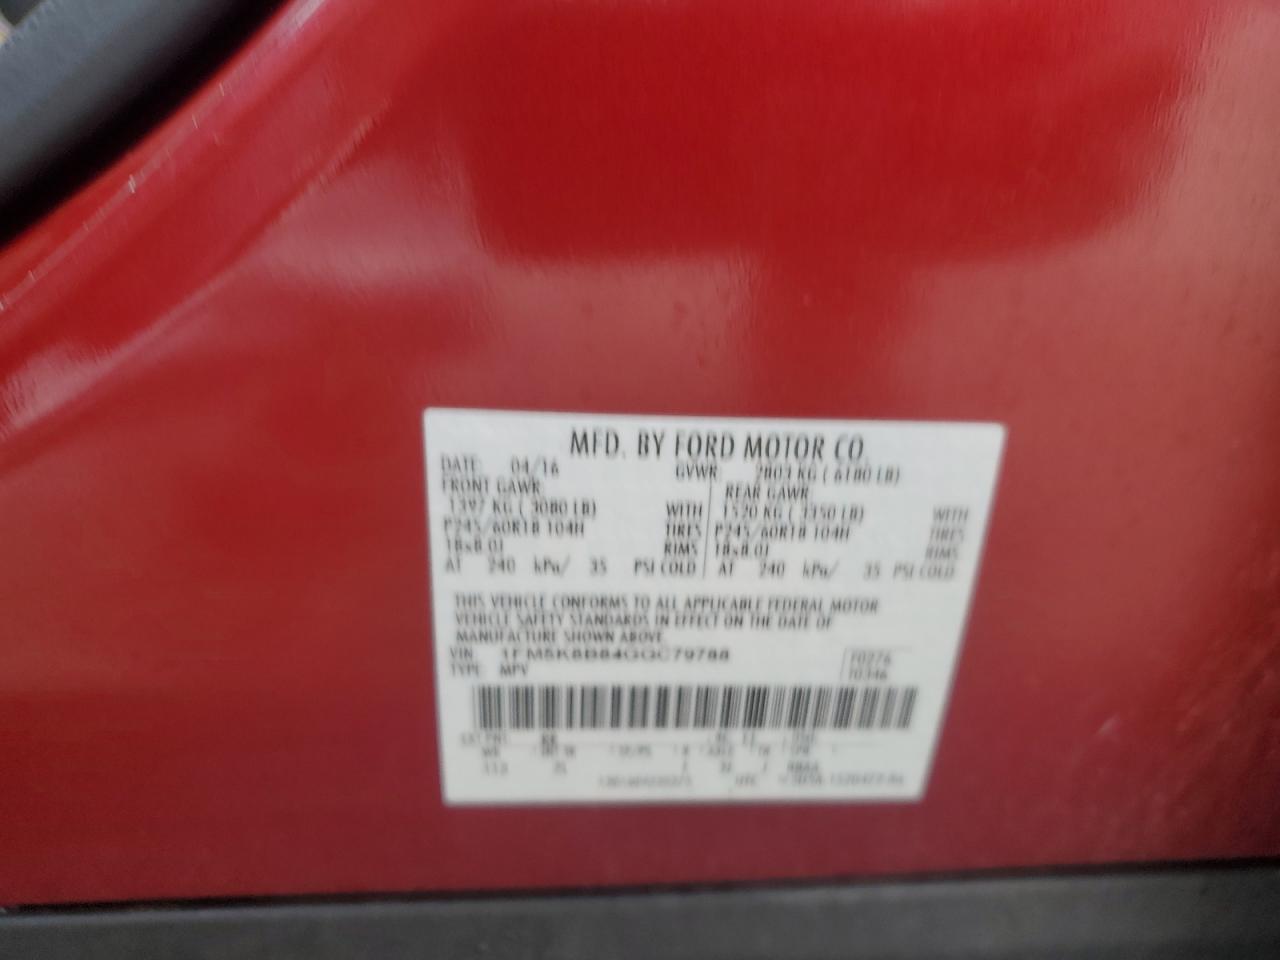 MFD. BY FORD MOTOR CO.
DATE: 04/16 GVWR: 2803 KG ( 6180 LB)
FRONT GAWR: REAR GAWR:
1397 KG ( 3080 LB) WITH 1520 KG ( 3350 LB) WITH
P245/60R18 104H TIRES P245/60R18 104H TIRES
18x8.0J RIMS 18x8.0J RIMS
AT 240 kPa/ 35 PSI COLD AT 240 kPa/ 35 PSI COLD
THIS VEHICLE CONFORMS TO ALL APPLICABLE FEDERAL MOTOR
VEHICLE SAFETY STANDARDS IN EFFECT ON THE DATE OF
MANUFACTURE SHOWN ABOVE.
VIN: 1FM5K8B84GGC79788
TYPE: MPV
EXT PNT: RR